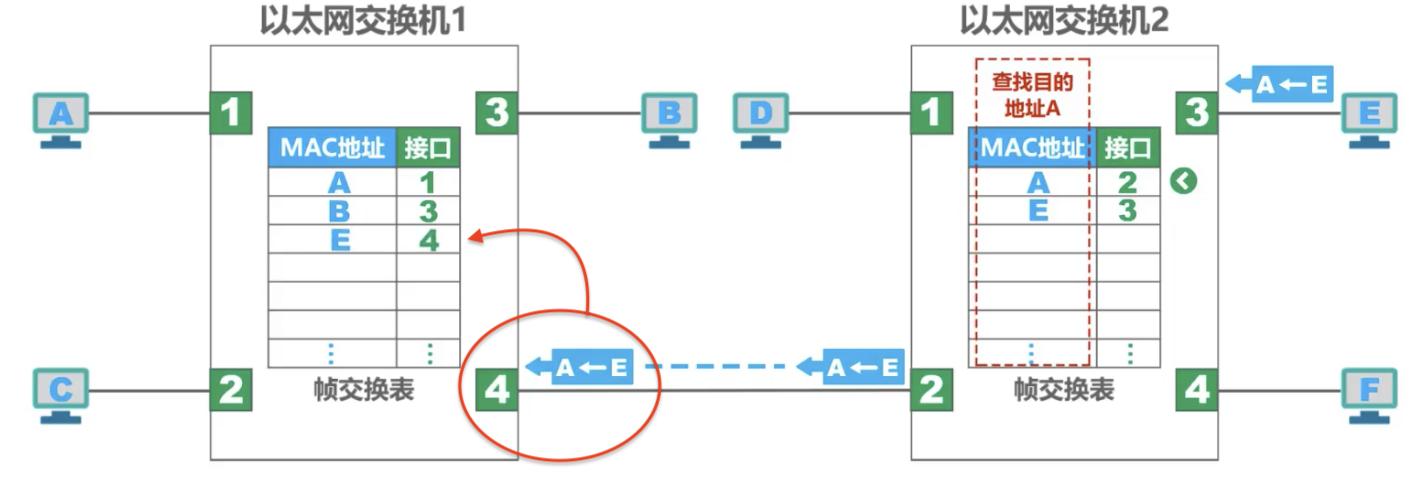 以太网交换机1
以太网交换机2
A
1
3
B
D
1
查找目的
地址A
3
A←E
E
MAC地址 接口
A 1
B 3
E 4
⋮ ⋮
帧交换表
MAC地址 接口
A 2
E 3
⋮ ⋮
帧交换表
C
2
4
A←E
A←E
2
4
F